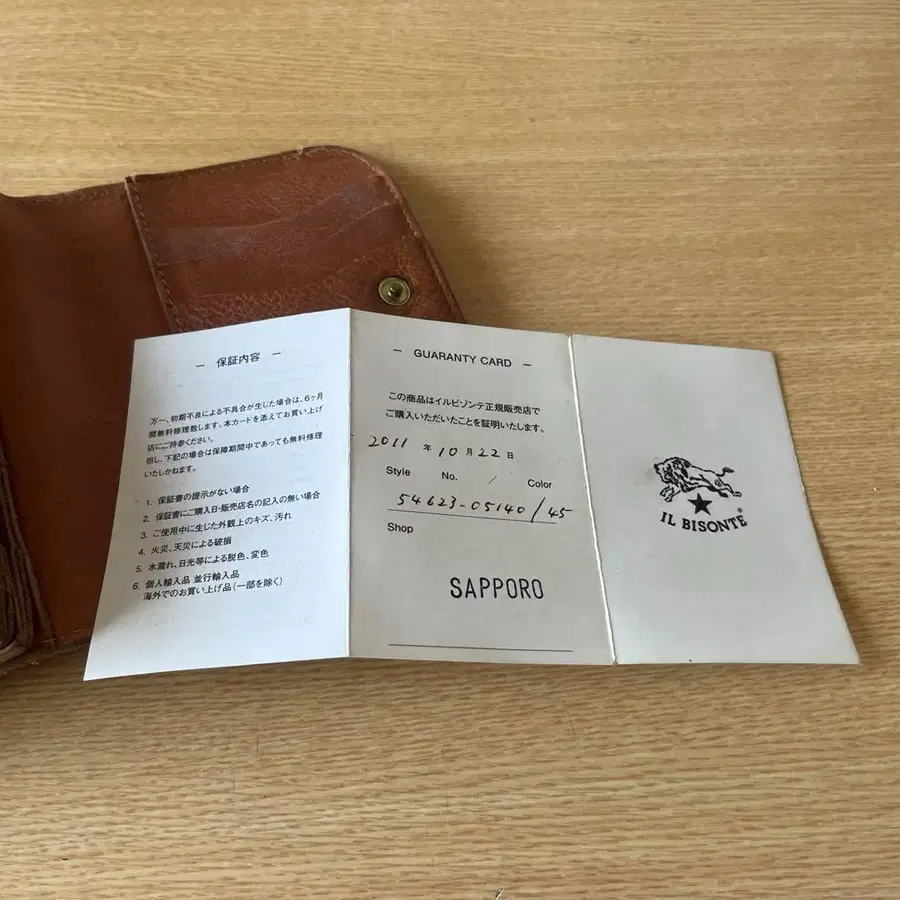 ― 保証内容 ―
万一、初期不良による不具合が生じた場合は、6ヶ月
間無料修理致します。本カードを添えてお買い上げ
店にご持参ください。
但し、下記の場合は保障期間中であっても無料修理
いたしかねます。
1. 保証書の提示がない場合
2. 保証書にご購入日・販売店名の記入の無い場合
3. ご使用中に生じた外観上のキズ、汚れ
4. 火災、天災による破損
5. 水濡れ、日光等による脱色、変色
6. 個人輸入品 並行輸入品
海外でのお買い上げ品（一部を除く）
― GUARANTY CARD ―
この商品はイルビゾンテ正規販売店で
ご購入いただいたことを証明いたします。
2011 年 10 月 22 日
Style No. / Color
54623-05140/45
Shop
SAPPORO
IL BISONTE®